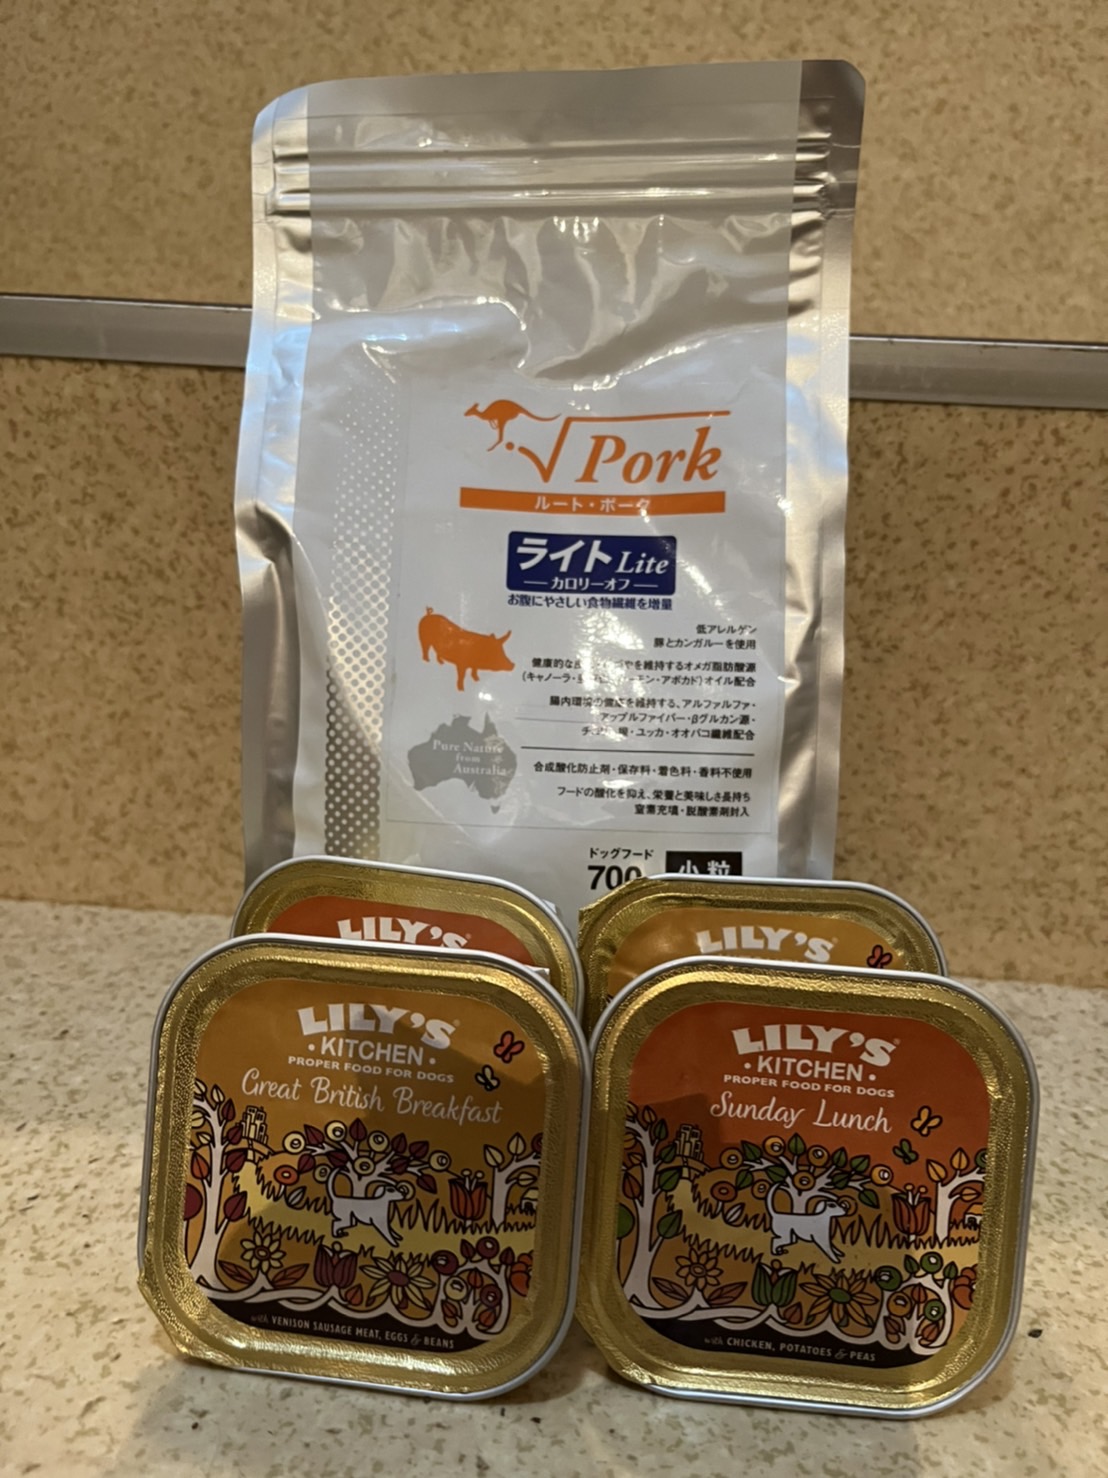 Pork
ルート・ポーク
ライト Lite
カロリーオフ
お腹にやさしい食物繊維を増量
低アレルゲン
豚とカンガルーを使用
健康的な を維持するオメガ脂肪酸源
(キャノーラ・ ・アボカド)オイル配合
腸内環境の健康を維持する、アルファルファ・
アップルファイバー・βグルカン源・
・ユッカ・オオバコ繊維配合
Pure Nature
from
Australia
合成酸化防止剤・保存料・着色料・香料不使用
フードの酸化を抑え、栄養と美味しさ長持ち
窒素充填・脱酸素剤封入
ドッグフード
700
小粒
LILY'S
LILY'S
LILY'S
• KITCHEN •
PROPER FOOD FOR DOGS
Great British Breakfast
with VENISON SAUSAGE MEAT, EGGS & BEANS
LILY'S
• KITCHEN •
PROPER FOOD FOR DOGS
Sunday Lunch
with CHICKEN, POTATOES & PEAS